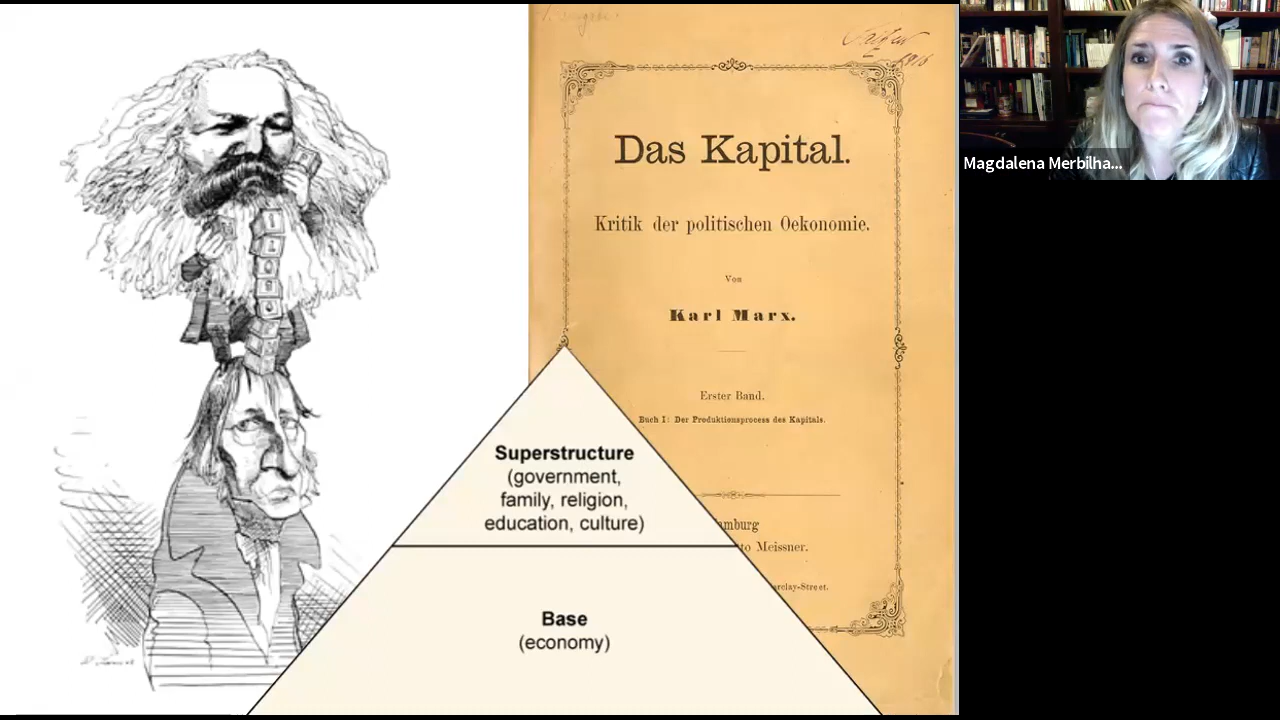 Das Kapital.
Kritik der politischen Oekonomie.
Von
Karl Marx.
Erster Band.
Buch I: Der Produktionsprocess des Kapitals.
Meissner.
Superstructure
(government,
family, religion,
education, culture)
Base
(economy)
Magdalena Merbilha...